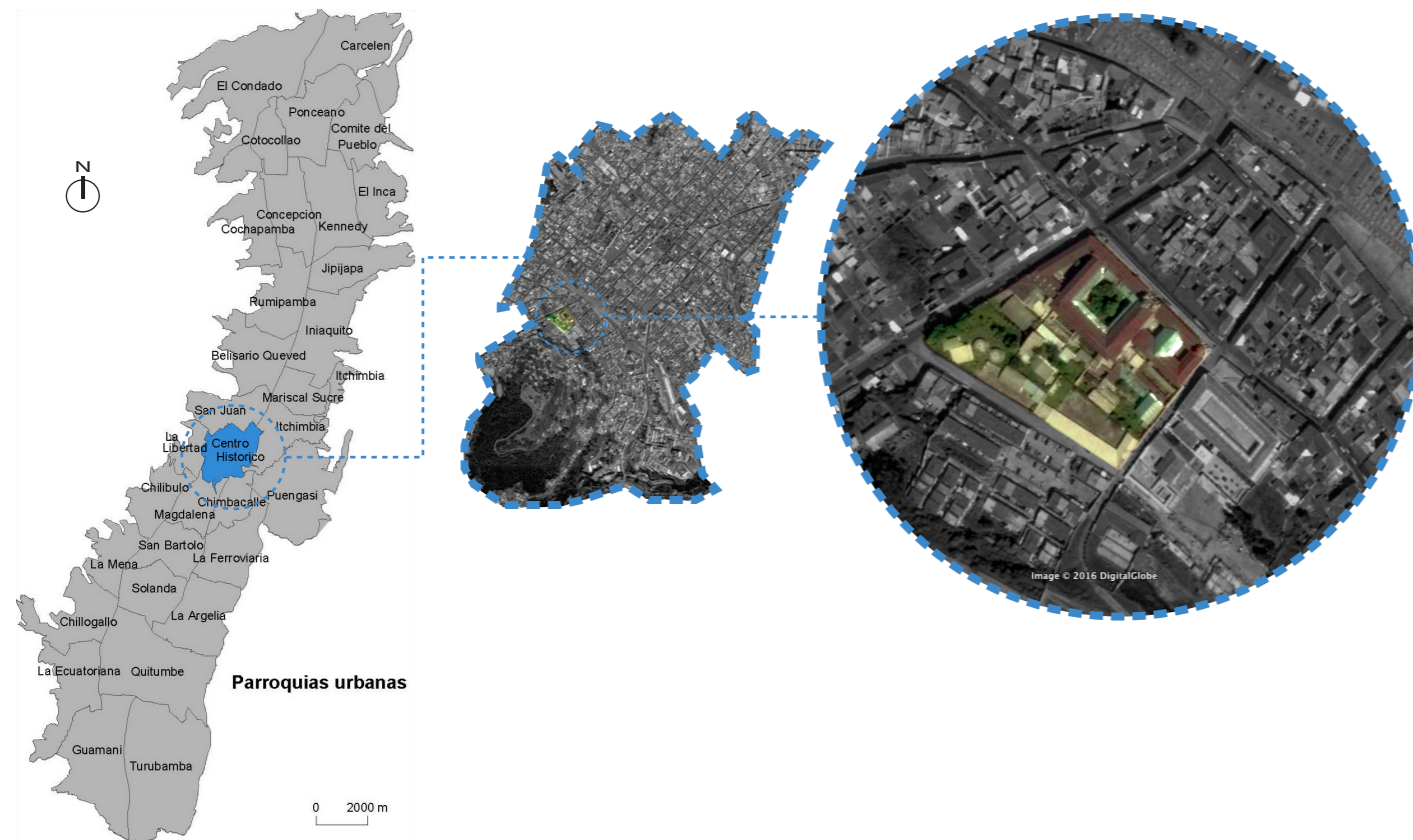 Carcelen
El Condado
Ponceano
Comite del
Pueblo
Cotocollao
N
El Inca
Concepcion
Cochapamba
Kennedy
Jipijapa
Rumipamba
Iniaquito
Belisario Queved
Itchimbia
Mariscal Sucre
San Juan
Itchimbia
La
Libertad
Centro
Historico
Chilibulo
Puengasi
Chimbacalle
Magdalena
San Bartolo
La Ferroviaria
La Mena
Solanda
La Argelia
Chillogallo
La Ecuatoriana
Quitumbe
Parroquias urbanas
Guamani
Turubamba
0 2000 m
Image © 2016 DigitalGlobe